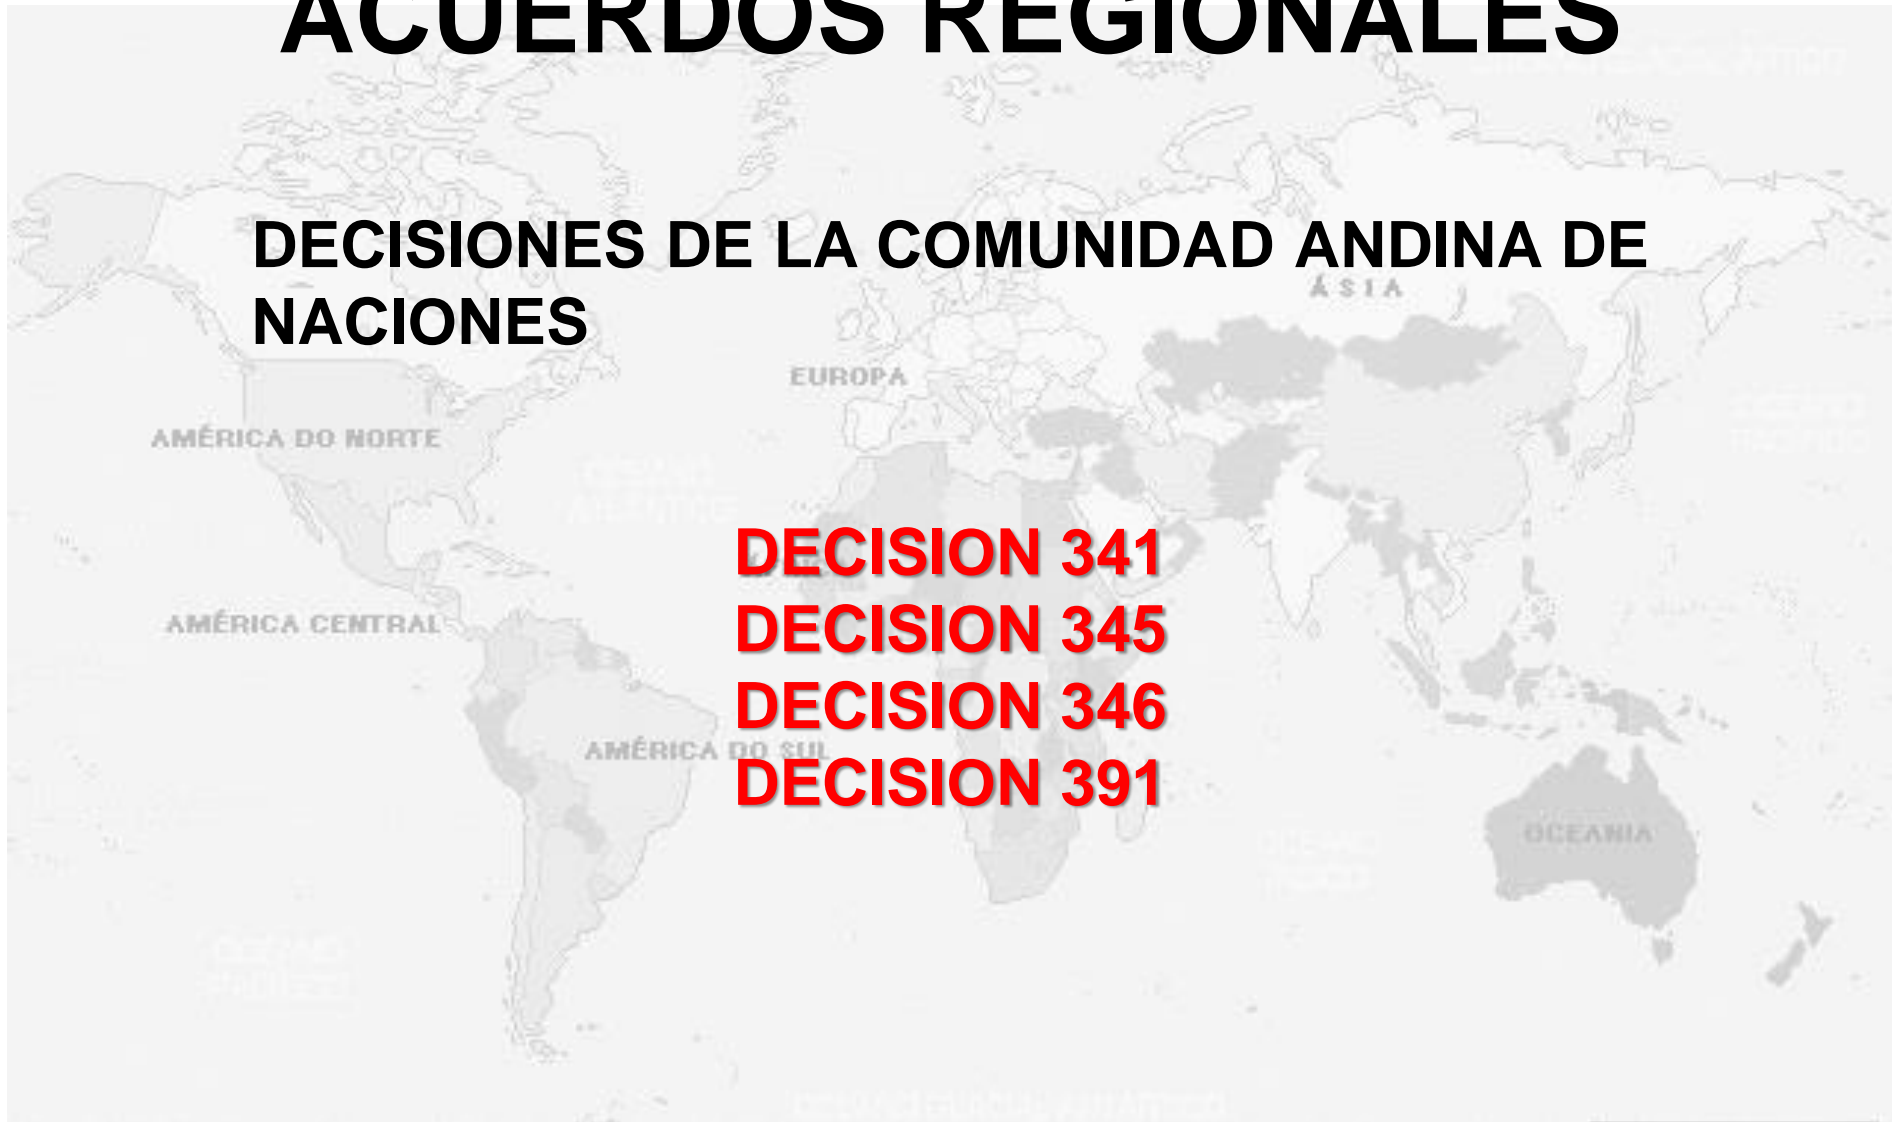 ACUERDOS REGIONALES
DECISIONES DE LA COMUNIDAD ANDINA DE
NACIONES
ÁSIA
EUROPA
AMÉRICA DO NORTE
DECISION 341
AMÉRICA CENTRAL
DECISION 345
DECISION 346
AMÉRICA DO SUL
DECISION 391
OCEANIA